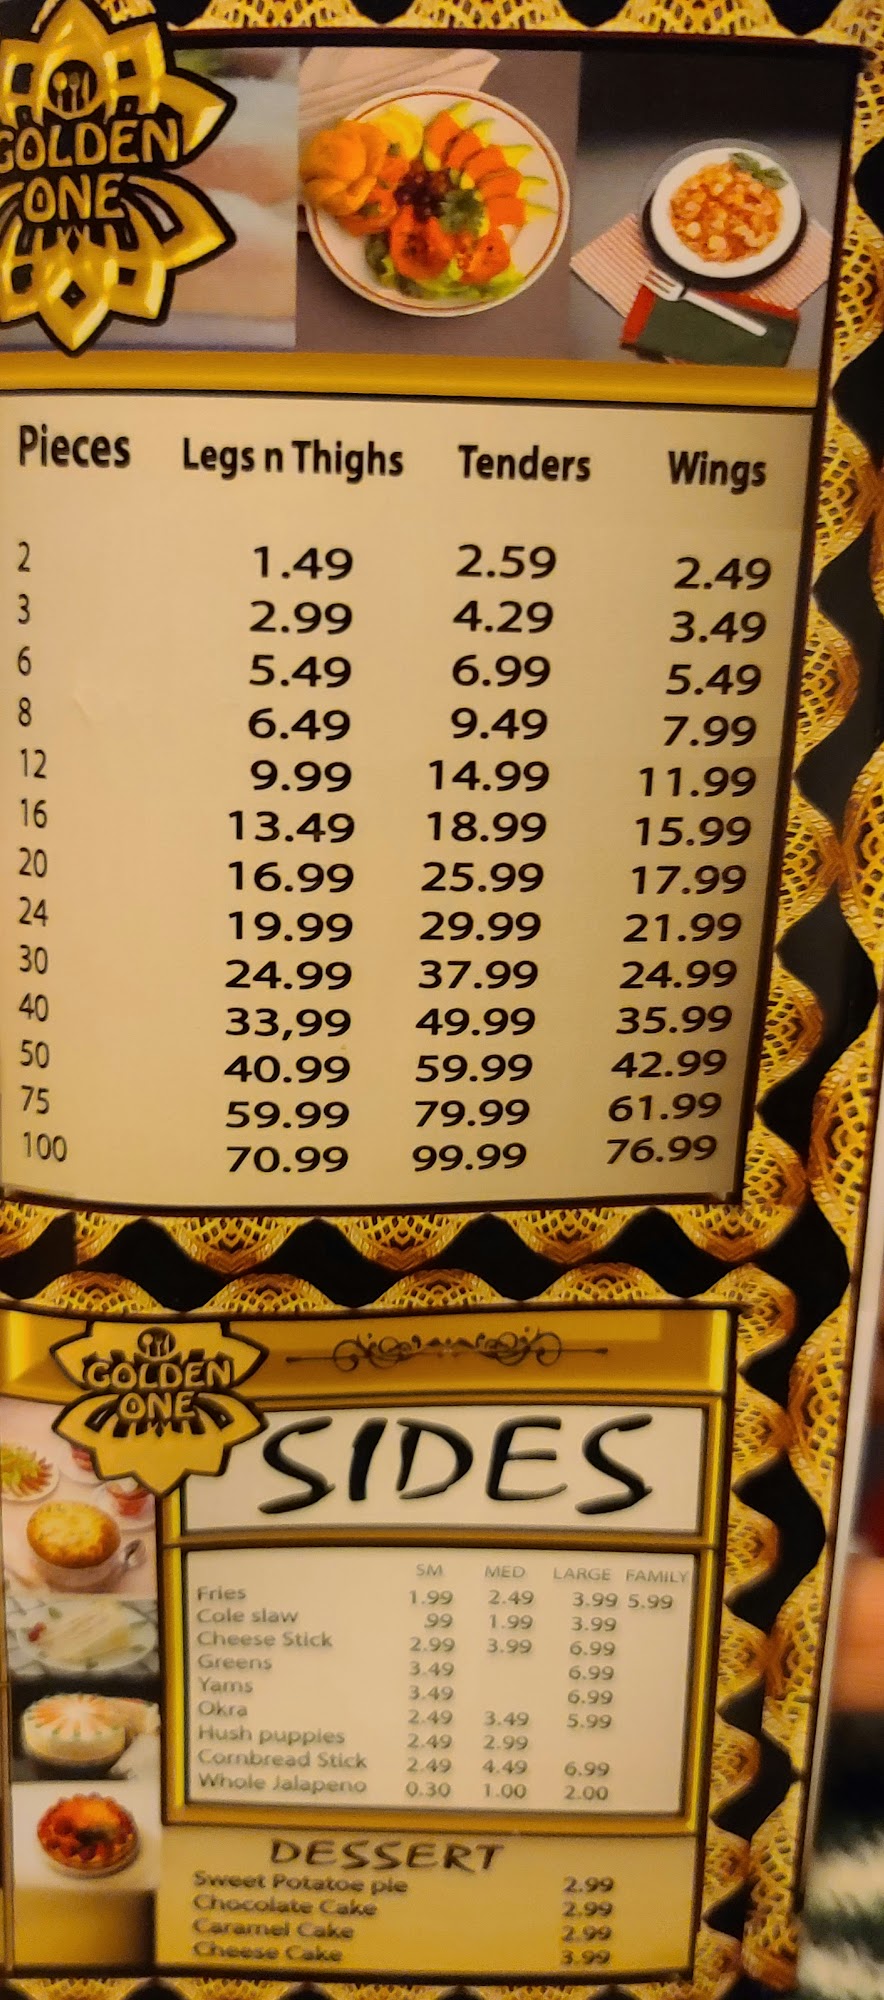 GOLDEN
ONE
Pieces Legs n Thighs Tenders Wings
2 1.49 2.59 2.49
3 2.99 4.29 3.49
6 5.49 6.99 5.49
8 6.49 9.49 7.99
12 9.99 14.99 11.99
16 13.49 18.99 15.99
20 16.99 25.99 17.99
24 19.99 29.99 21.99
30 24.99 37.99 24.99
40 33,99 49.99 35.99
50 40.99 59.99 42.99
75 59.99 79.99 61.99
100 70.99 99.99 76.99
GOLDEN
ONE
SIDES
SM MED LARGE FAMILY
Fries 1.99 2.49 3.99 5.99
Cole slaw .99 1.99 3.99
Cheese Stick 2.99 3.99 6.99
Greens 3.49 6.99
Yams 3.49 6.99
Okra 2.49 3.49 5.99
Hush puppies 2.49 2.99
Cornbread Stick 2.49 4.49 6.99
Whole Jalapeno 0.30 1.00 2.00
DESSERT
Sweet Potatoe pie 2.99
Chocolate Cake 2.99
Caramel Cake 2.99
Cheese Cake 3.99